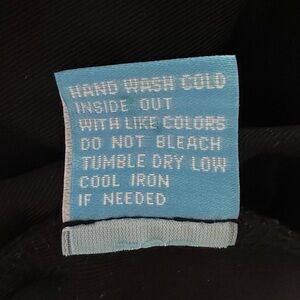 HAND WASH COLD
INSIDE OUT
WITH LIKE COLORS
DO NOT BLEACH
TUMBLE DRY LOW
COOL IRON
IF NEEDED